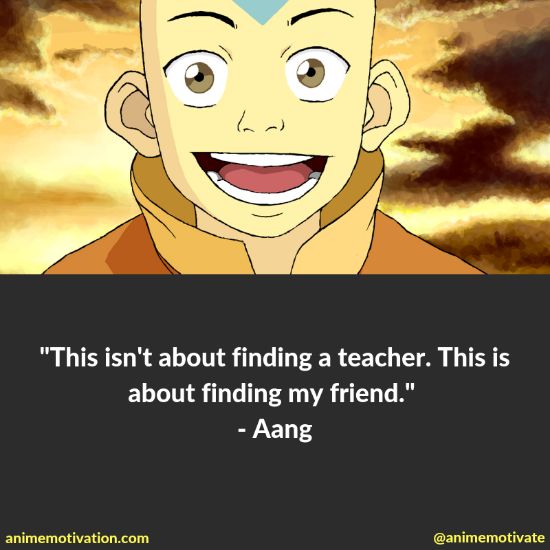 "This isn't about finding a teacher. This is
about finding my friend."
- Aang
animemotivation.com
@animemotivate